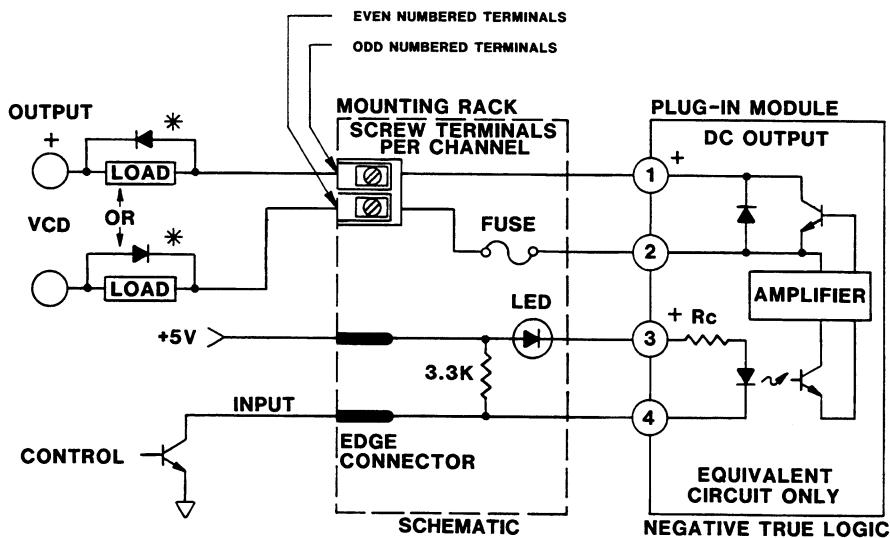 EVEN NUMBERED TERMINALS
ODD NUMBERED TERMINALS
OUTPUT
+
*
LOAD
VCD
OR
*
LOAD
MOUNTING RACK
SCREW TERMINALS
PER CHANNEL
PLUG-IN MODULE
DC OUTPUT
1
+
FUSE
2
AMPLIFIER
LED
+5V
3
+ Rc
3.3K
INPUT
4
CONTROL
EDGE
CONNECTOR
EQUIVALENT
CIRCUIT ONLY
SCHEMATIC
NEGATIVE TRUE LOGIC